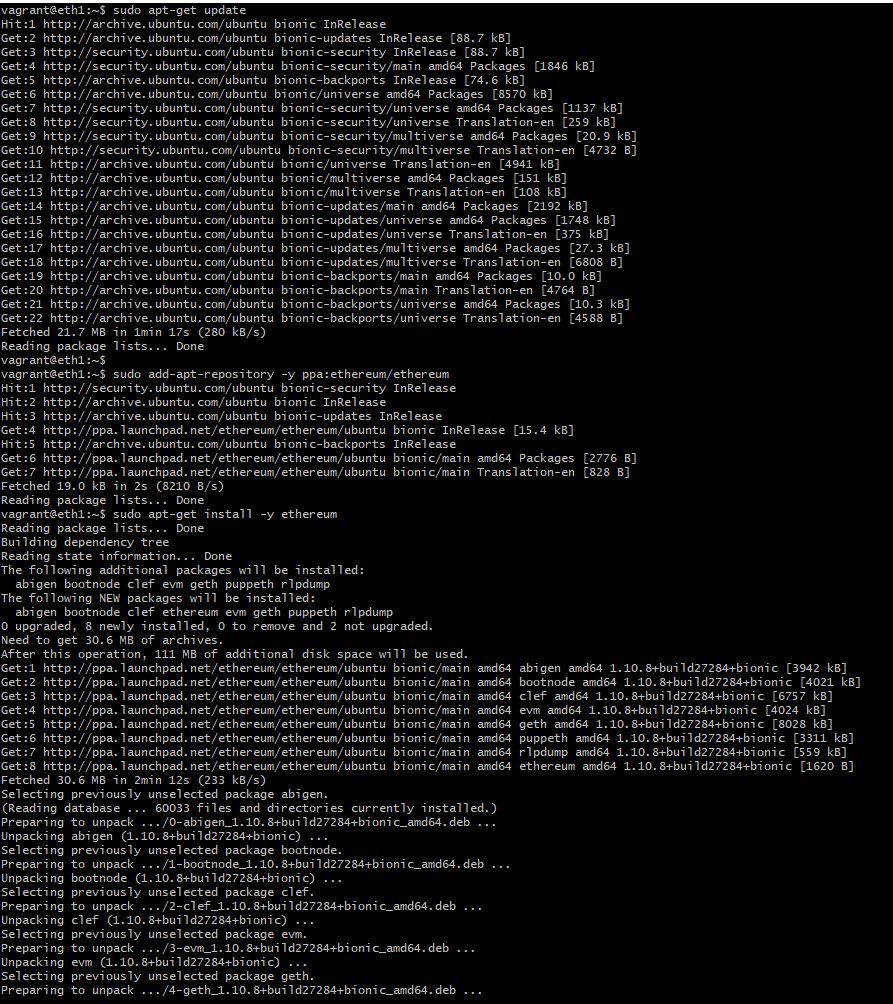 vagrant@eth1:~$ sudo apt-get update
Hit:1 http://archive.ubuntu.com/ubuntu bionic InRelease
Get:2 http://archive.ubuntu.com/ubuntu bionic-updates InRelease [88.7 kB]
Get:3 http://security.ubuntu.com/ubuntu bionic-security InRelease [88.7 kB]
Get:4 http://security.ubuntu.com/ubuntu bionic-security/main amd64 Packages [1846 kB]
Get:5 http://archive.ubuntu.com/ubuntu bionic-backports InRelease [74.6 kB]
Get:6 http://archive.ubuntu.com/ubuntu bionic/universe amd64 Packages [8570 kB]
Get:7 http://security.ubuntu.com/ubuntu bionic-security/universe amd64 Packages [1137 kB]
Get:8 http://security.ubuntu.com/ubuntu bionic-security/universe Translation-en [259 kB]
Get:9 http://security.ubuntu.com/ubuntu bionic-security/multiverse amd64 Packages [20.9 kB]
Get:10 http://security.ubuntu.com/ubuntu bionic-security/multiverse Translation-en [4732 B]
Get:11 http://archive.ubuntu.com/ubuntu bionic/universe Translation-en [4941 kB]
Get:12 http://archive.ubuntu.com/ubuntu bionic/multiverse amd64 Packages [151 kB]
Get:13 http://archive.ubuntu.com/ubuntu bionic/multiverse Translation-en [108 kB]
Get:14 http://archive.ubuntu.com/ubuntu bionic-updates/main amd64 Packages [2192 kB]
Get:15 http://archive.ubuntu.com/ubuntu bionic-updates/universe amd64 Packages [1748 kB]
Get:16 http://archive.ubuntu.com/ubuntu bionic-updates/universe Translation-en [375 kB]
Get:17 http://archive.ubuntu.com/ubuntu bionic-updates/multiverse amd64 Packages [27.3 kB]
Get:18 http://archive.ubuntu.com/ubuntu bionic-updates/multiverse Translation-en [6808 B]
Get:19 http://archive.ubuntu.com/ubuntu bionic-backports/main amd64 Packages [10.0 kB]
Get:20 http://archive.ubuntu.com/ubuntu bionic-backports/main Translation-en [4764 B]
Get:21 http://archive.ubuntu.com/ubuntu bionic-backports/universe amd64 Packages [10.3 kB]
Get:22 http://archive.ubuntu.com/ubuntu bionic-backports/universe Translation-en [4588 B]
Fetched 21.7 MB in 1min 17s (280 kB/s)
Reading package lists... Done
vagrant@eth1:~$
vagrant@eth1:~$ sudo add-apt-repository -y ppa:ethereum/ethereum
Hit:1 http://security.ubuntu.com/ubuntu bionic-security InRelease
Hit:2 http://archive.ubuntu.com/ubuntu bionic InRelease
Hit:3 http://archive.ubuntu.com/ubuntu bionic-updates InRelease
Get:4 http://ppa.launchpad.net/ethereum/ethereum/ubuntu bionic InRelease [15.4 kB]
Hit:5 http://archive.ubuntu.com/ubuntu bionic-backports InRelease
Get:6 http://ppa.launchpad.net/ethereum/ethereum/ubuntu bionic/main amd64 Packages [2776 B]
Get:7 http://ppa.launchpad.net/ethereum/ethereum/ubuntu bionic/main Translation-en [828 B]
Fetched 19.0 kB in 2s (8210 B/s)
Reading package lists... Done
vagrant@eth1:~$ sudo apt-get install -y ethereum
Reading package lists... Done
Building dependency tree
Reading state information... Done
The following additional packages will be installed:
  abigen bootnode clef evm geth puppeth rlpdump
The following NEW packages will be installed:
  abigen bootnode clef ethereum evm geth puppeth rlpdump
0 upgraded, 8 newly installed, 0 to remove and 2 not upgraded.
Need to get 30.6 MB of archives.
After this operation, 111 MB of additional disk space will be used.
Get:1 http://ppa.launchpad.net/ethereum/ethereum/ubuntu bionic/main amd64 abigen amd64 1.10.8+build27284+bionic [3942 kB]
Get:2 http://ppa.launchpad.net/ethereum/ethereum/ubuntu bionic/main amd64 bootnode amd64 1.10.8+build27284+bionic [4021 kB]
Get:3 http://ppa.launchpad.net/ethereum/ethereum/ubuntu bionic/main amd64 clef amd64 1.10.8+build27284+bionic [6757 kB]
Get:4 http://ppa.launchpad.net/ethereum/ethereum/ubuntu bionic/main amd64 evm amd64 1.10.8+build27284+bionic [4024 kB]
Get:5 http://ppa.launchpad.net/ethereum/ethereum/ubuntu bionic/main amd64 geth amd64 1.10.8+build27284+bionic [8028 kB]
Get:6 http://ppa.launchpad.net/ethereum/ethereum/ubuntu bionic/main amd64 puppeth amd64 1.10.8+build27284+bionic [3311 kB]
Get:7 http://ppa.launchpad.net/ethereum/ethereum/ubuntu bionic/main amd64 rlpdump amd64 1.10.8+build27284+bionic [559 kB]
Get:8 http://ppa.launchpad.net/ethereum/ethereum/ubuntu bionic/main amd64 ethereum amd64 1.10.8+build27284+bionic [1620 B]
Fetched 30.6 MB in 2min 12s (233 kB/s)
Selecting previously unselected package abigen.
(Reading database ... 60033 files and directories currently installed.)
Preparing to unpack .../0-abigen_1.10.8+build27284+bionic_amd64.deb ...
Unpacking abigen (1.10.8+build27284+bionic) ...
Selecting previously unselected package bootnode.
Preparing to unpack .../1-bootnode_1.10.8+build27284+bionic_amd64.deb ...
Unpacking bootnode (1.10.8+build27284+bionic) ...
Selecting previously unselected package clef.
Preparing to unpack .../2-clef_1.10.8+build27284+bionic_amd64.deb ...
Unpacking clef (1.10.8+build27284+bionic) ...
Selecting previously unselected package evm.
Preparing to unpack .../3-evm_1.10.8+build27284+bionic_amd64.deb ...
Unpacking evm (1.10.8+build27284+bionic) ...
Selecting previously unselected package geth.
Preparing to unpack .../4-geth_1.10.8+build27284+bionic_amd64.deb ...